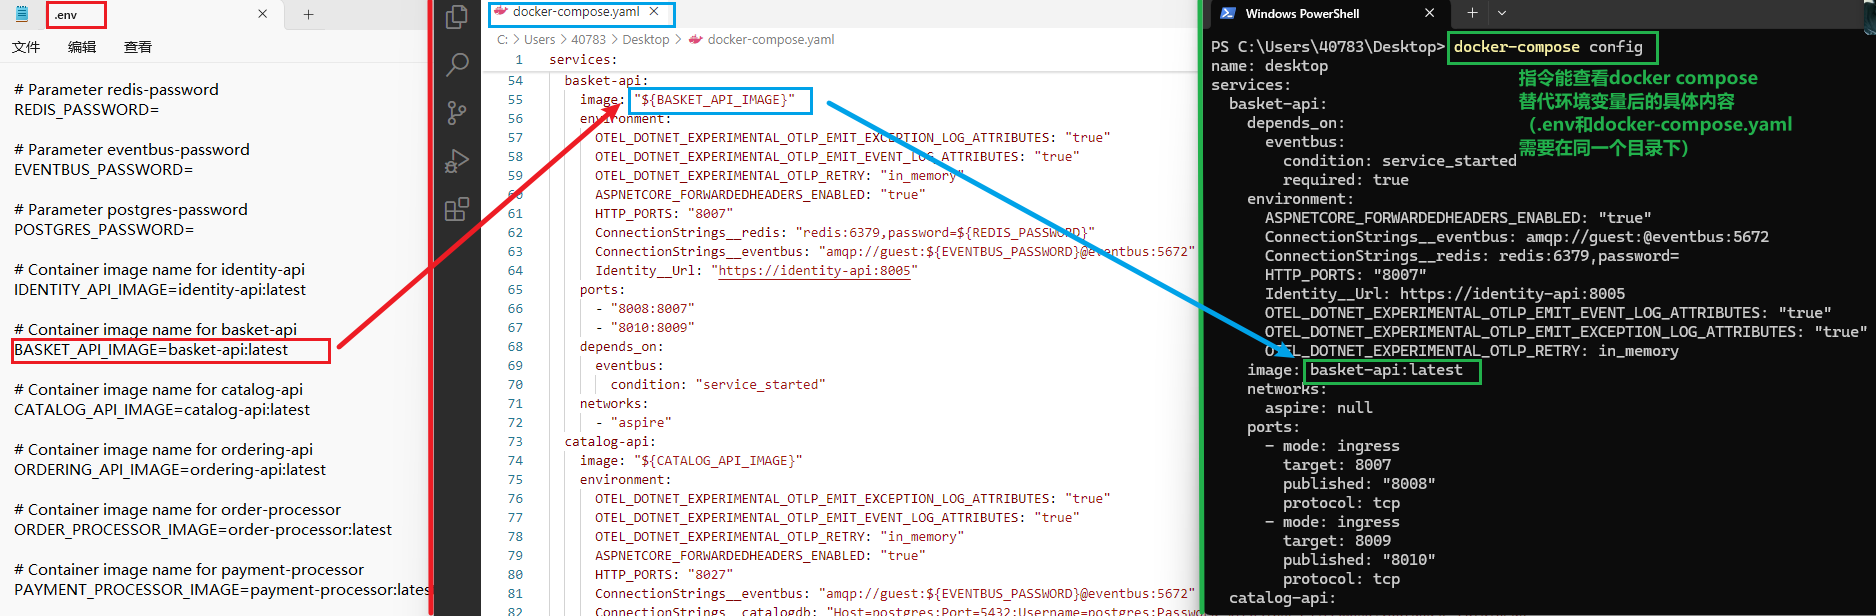 .env
文件 编辑 查看
# Parameter redis-password
REDIS_PASSWORD=
# Parameter eventbus-password
EVENTBUS_PASSWORD=
# Parameter postgres-password
POSTGRES_PASSWORD=
# Container image name for identity-api
IDENTITY_API_IMAGE=identity-api:latest
# Container image name for basket-api
BASKET_API_IMAGE=basket-api:latest
# Container image name for catalog-api
CATALOG_API_IMAGE=catalog-api:latest
# Container image name for ordering-api
ORDERING_API_IMAGE=ordering-api:latest
# Container image name for order-processor
ORDER_PROCESSOR_IMAGE=order-processor:latest
# Container image name for payment-processor
PAYMENT_PROCESSOR_IMAGE=payment-processor:lates
docker-compose.yaml
C: > Users > 40783 > Desktop > docker-compose.yaml
1 services:
54 basket-api:
55 image: "${BASKET_API_IMAGE}"
56 environment:
57 OTEL_DOTNET_EXPERIMENTAL_OTLP_EMIT_EXCEPTION_LOG_ATTRIBUTES: "true"
58 OTEL_DOTNET_EXPERIMENTAL_OTLP_EMIT_EVENT_LOG_ATTRIBUTES: "true"
59 OTEL_DOTNET_EXPERIMENTAL_OTLP_RETRY: "in_memory"
60 ASPNETCORE_FORWARDEDHEADERS_ENABLED: "true"
61 HTTP_PORTS: "8007"
62 ConnectionStrings__redis: "redis:6379,password=${REDIS_PASSWORD}"
63 ConnectionStrings__eventbus: "amqp://guest:${EVENTBUS_PASSWORD}@eventbus:5672"
64 Identity__Url: "https://identity-api:8005"
65 ports:
66 - "8008:8007"
67 - "8010:8009"
68 depends_on:
69 eventbus:
70 condition: "service_started"
71 networks:
72 - "aspire"
73 catalog-api:
74 image: "${CATALOG_API_IMAGE}"
75 environment:
76 OTEL_DOTNET_EXPERIMENTAL_OTLP_EMIT_EXCEPTION_LOG_ATTRIBUTES: "true"
77 OTEL_DOTNET_EXPERIMENTAL_OTLP_EMIT_EVENT_LOG_ATTRIBUTES: "true"
78 OTEL_DOTNET_EXPERIMENTAL_OTLP_RETRY: "in_memory"
79 ASPNETCORE_FORWARDEDHEADERS_ENABLED: "true"
80 HTTP_PORTS: "8027"
81 ConnectionStrings__eventbus: "amqp://guest:${EVENTBUS_PASSWORD}@eventbus:5672"
82 ConnectionStrings__catalogdb: "Host=postgres;Port=5432;Username=postgres;Passwor
Windows PowerShell
PS C:\Users\40783\Desktop> docker-compose config
name: desktop
services:
basket-api:
depends_on:
eventbus:
condition: service_started
required: true
environment:
ASPNETCORE_FORWARDEDHEADERS_ENABLED: "true"
ConnectionStrings__eventbus: amqp://guest:@eventbus:5672
ConnectionStrings__redis: redis:6379,password=
HTTP_PORTS: "8007"
Identity__Url: https://identity-api:8005
OTEL_DOTNET_EXPERIMENTAL_OTLP_EMIT_EVENT_LOG_ATTRIBUTES: "true"
OTEL_DOTNET_EXPERIMENTAL_OTLP_EMIT_EXCEPTION_LOG_ATTRIBUTES: "true"
OTEL_DOTNET_EXPERIMENTAL_OTLP_RETRY: in_memory
image: basket-api:latest
networks:
aspire: null
ports:
- mode: ingress
target: 8007
published: "8008"
protocol: tcp
- mode: ingress
target: 8009
published: "8010"
protocol: tcp
catalog-api:
指令能查看docker compose
替代环境变量后的具体内容
（.env和docker-compose.yaml
需要在同一个目录下）